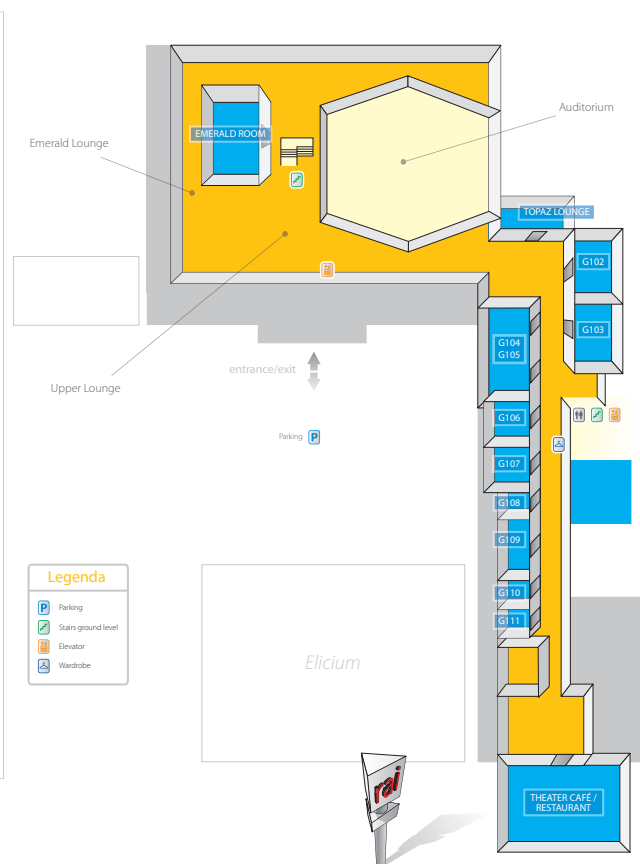 Auditorium
EMERALD ROOM
Emerald Lounge
TOPAZ LOUNGE
G102
G103
G104
G105
entrance/exit
Upper Lounge
G106
Parking P
G107
G108
G109
Legenda
P Parking
Stairs ground level
Elevator
Wardrobe
G110
G111
Elicium
rai
THEATER CAFÉ /
RESTAURANT